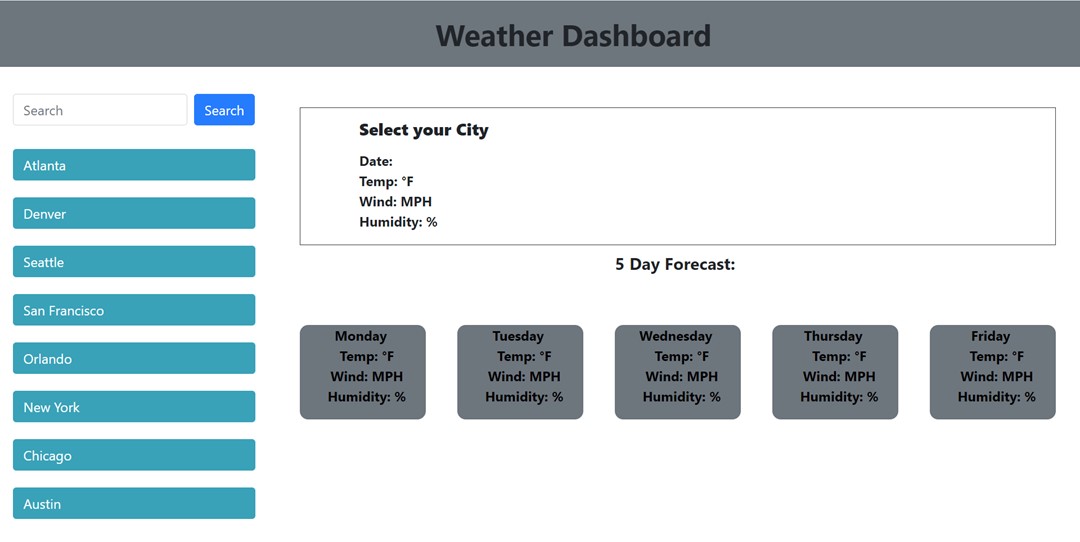 Weather Dashboard
Search
Search
Atlanta
Denver
Seattle
San Francisco
Orlando
New York
Chicago
Austin
Select your City
Date:
Temp: °F
Wind: MPH
Humidity: %
5 Day Forecast:
Monday
Temp: °F
Wind: MPH
Humidity: %
Tuesday
Temp: °F
Wind: MPH
Humidity: %
Wednesday
Temp: °F
Wind: MPH
Humidity: %
Thursday
Temp: °F
Wind: MPH
Humidity: %
Friday
Temp: °F
Wind: MPH
Humidity: %